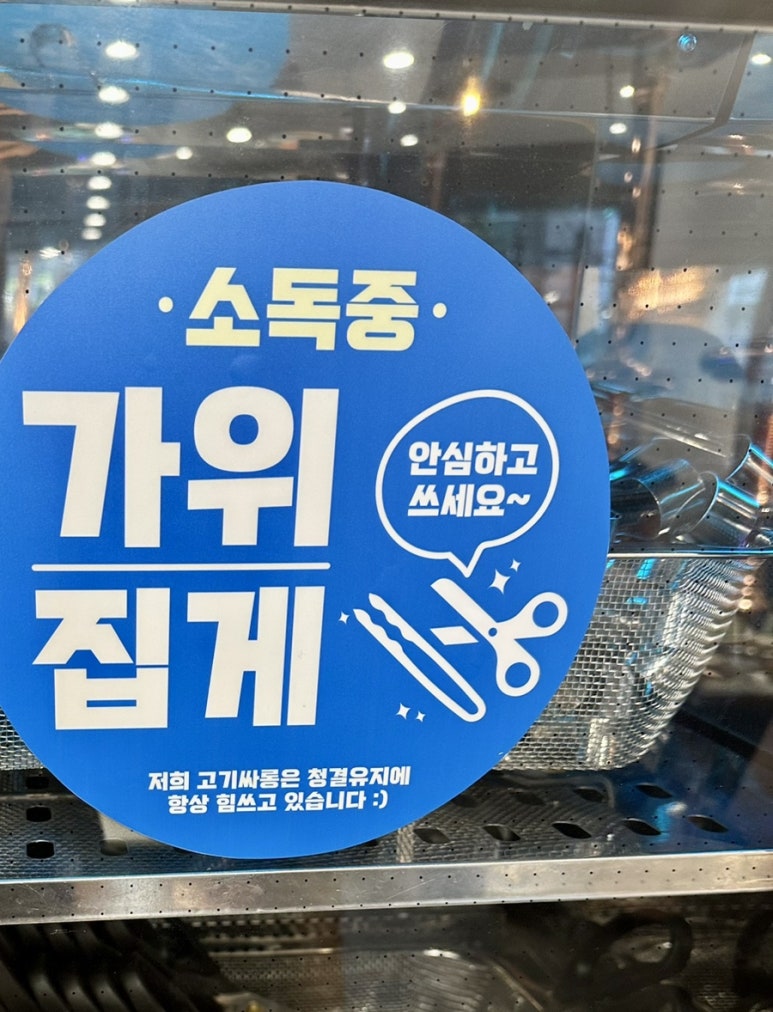 ·소독중·
가위
집게
안심하고
쓰세요~
저희 고기싸롱은 청결유지에
항상 힘쓰고 있습니다 :)